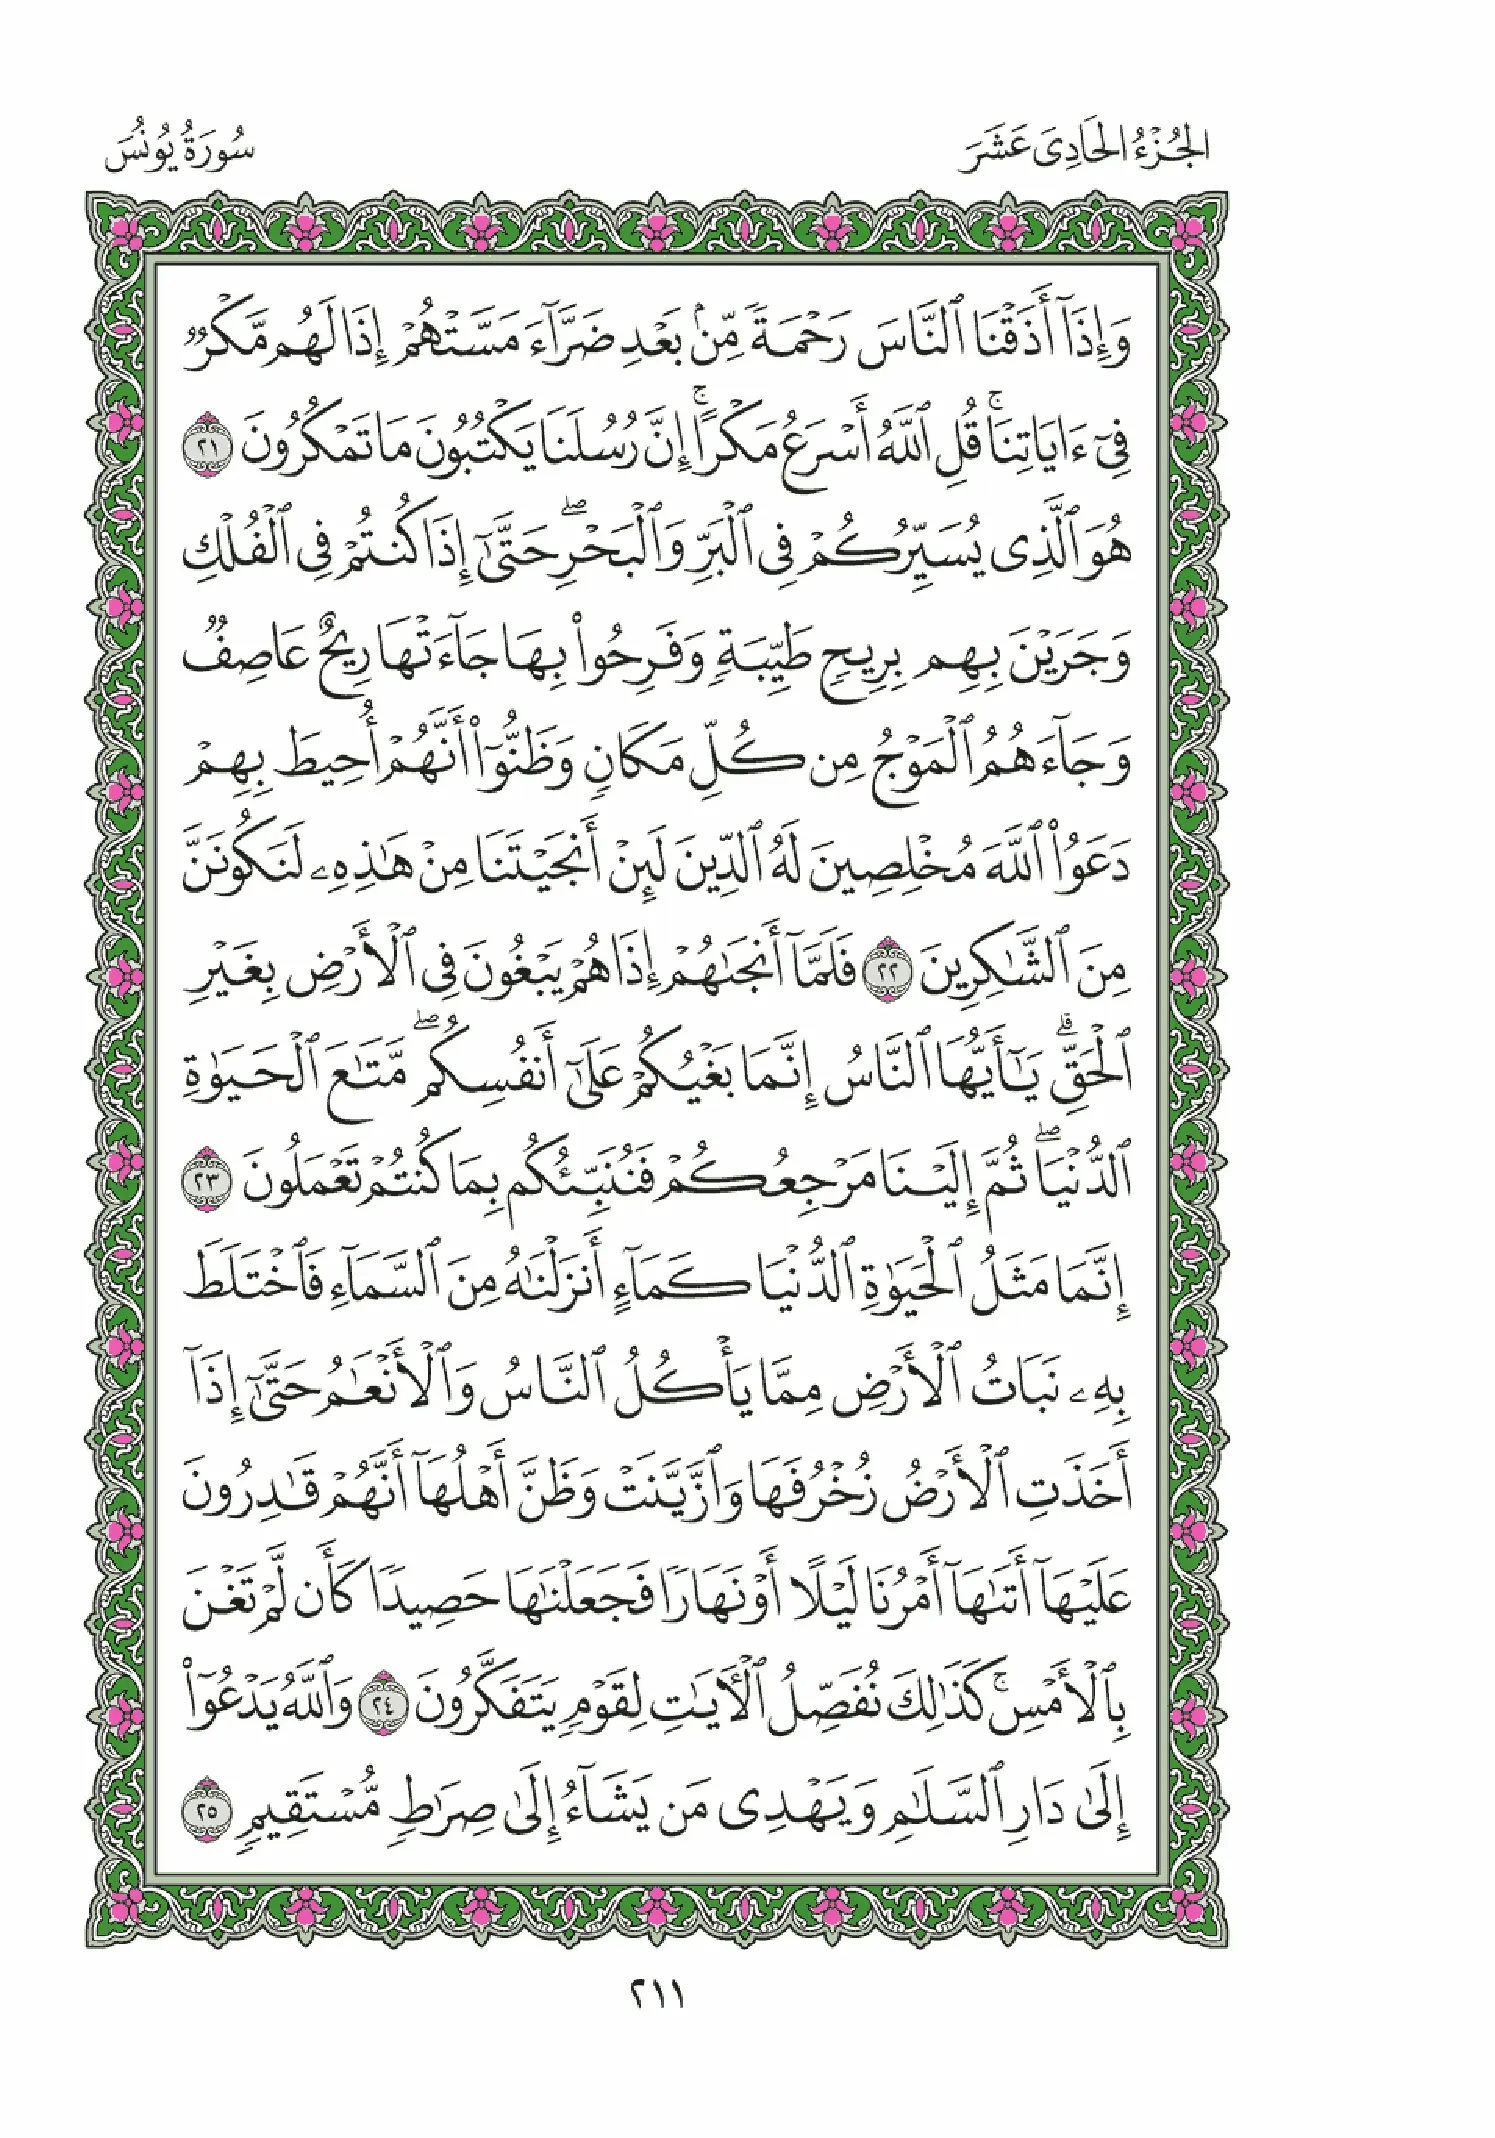 الجُزْءُ الحَادِى عَشَرَ
سُورَةُ يُونُسَ
وَإِذَآ أَذَقْنَا ٱلنَّاسَ رَحْمَةً مِّنۢ بَعْدِ ضَرَّآءَ مَسَّتْهُمْ إِذَا لَهُم مَّكْرٌ
فِىٓ ءَايَاتِنَا ۚ قُلِ ٱللَّهُ أَسْرَعُ مَكْرًا ۚ إِنَّ رُسُلَنَا يَكْتُبُونَ مَا تَمْكُرُونَ ٢١
هُوَ ٱلَّذِى يُسَيِّرُكُمْ فِى ٱلْبَرِّ وَٱلْبَحْرِ ۖ حَتَّىٰٓ إِذَا كُنتُمْ فِى ٱلْفُلْكِ
وَجَرَيْنَ بِهِم بِرِيحٍ طَيِّبَةٍ وَفَرِحُوا۟ بِهَا جَآءَتْهَا رِيحٌ عَاصِفٌ
وَجَآءَهُمُ ٱلْمَوْجُ مِن كُلِّ مَكَانٍ وَظَنُّوٓا۟ أَنَّهُمْ أُحِيطَ بِهِمْ
دَعَوُا۟ ٱللَّهَ مُخْلِصِينَ لَهُ ٱلدِّينَ لَئِنْ أَنجَيْتَنَا مِنْ هَٰذِهِۦ لَنَكُونَنَّ
مِنَ ٱلشَّٰكِرِينَ ٢٢ فَلَمَّآ أَنجَىٰهُمْ إِذَا هُمْ يَبْغُونَ فِى ٱلْأَرْضِ بِغَيْرِ
ٱلْحَقِّ ۗ يَٰٓأَيُّهَا ٱلنَّاسُ إِنَّمَا بَغْيُكُمْ عَلَىٰٓ أَنفُسِكُم ۖ مَّتَٰعَ ٱلْحَيَوٰةِ
ٱلدُّنْيَا ۖ ثُمَّ إِلَيْنَا مَرْجِعُكُمْ فَنُنَبِّئُكُم بِمَا كُنتُمْ تَعْمَلُونَ ٢٣
إِنَّمَا مَثَلُ ٱلْحَيَوٰةِ ٱلدُّنْيَا كَمَآءٍ أَنزَلْنَٰهُ مِنَ ٱلسَّمَآءِ فَٱخْتَلَطَ
بِهِۦ نَبَاتُ ٱلْأَرْضِ مِمَّا يَأْكُلُ ٱلنَّاسُ وَٱلْأَنْعَٰمُ حَتَّىٰٓ إِذَآ
أَخَذَتِ ٱلْأَرْضُ زُخْرُفَهَا وَٱزَّيَّنَتْ وَظَنَّ أَهْلُهَآ أَنَّهُمْ قَٰدِرُونَ
عَلَيْهَآ أَتَىٰهَآ أَمْرُنَا لَيْلًا أَوْ نَهَارًا فَجَعَلْنَٰهَا حَصِيدًا كَأَن لَّمْ تَغْنَ
بِٱلْأَمْسِ ۚ كَذَٰلِكَ نُفَصِّلُ ٱلْـَٔايَٰتِ لِقَوْمٍ يَتَفَكَّرُونَ ٢٤ وَٱللَّهُ يَدْعُوٓا۟
إِلَىٰ دَارِ ٱلسَّلَٰمِ وَيَهْدِى مَن يَشَآءُ إِلَىٰ صِرَٰطٍ مُّسْتَقِيمٍ ٢٥
٢١١